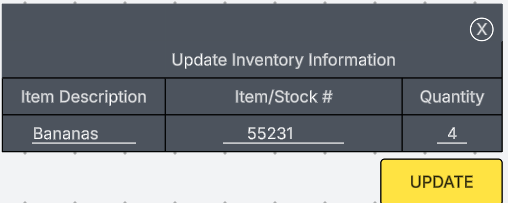 X
Update Inventory Information
Item Description Item/Stock # Quantity
Bananas 55231 4
UPDATE